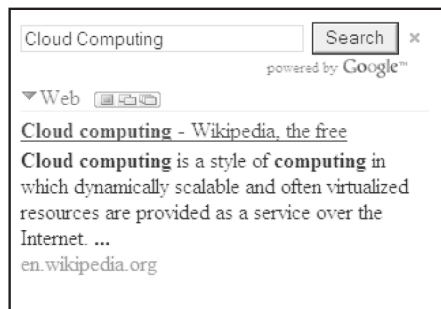 Cloud Computing Search ×
powered by Google™
Web
Cloud computing - Wikipedia, the free
Cloud computing is a style of computing in
which dynamically scalable and often virtualized
resources are provided as a service over the
Internet. ...
en.wikipedia.org